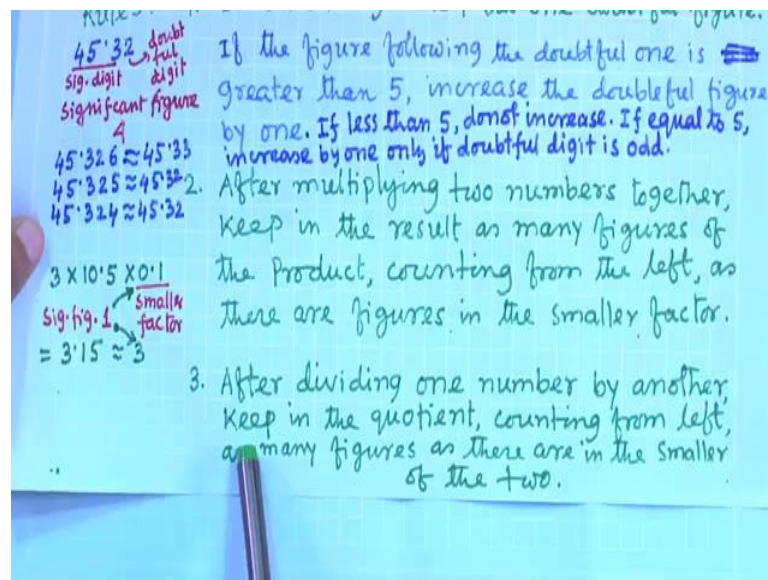 45·32 doubt
ful
sig. digit digit
significant figure
4
45·326 ≈ 45·33
45·325 ≈ 45·32
45·324 ≈ 45·32
3 × 10·5 × 0·1
sig. fig. 1 smaller
factor
= 3·15 ≈ 3
If the figure following the doubtful one is
greater than 5, increase the doubleful figure
by one. If less than 5, donot increase. If equal to 5,
increase by one only if doubtful digit is odd.
2. After multiplying two numbers together,
Keep in the result as many figures of
the Product, counting from the left, as
there are figures in the smaller factor.
3. After dividing one number by another,
Keep in the quotient, counting from left,
as many figures as there are in the smaller
of the two.